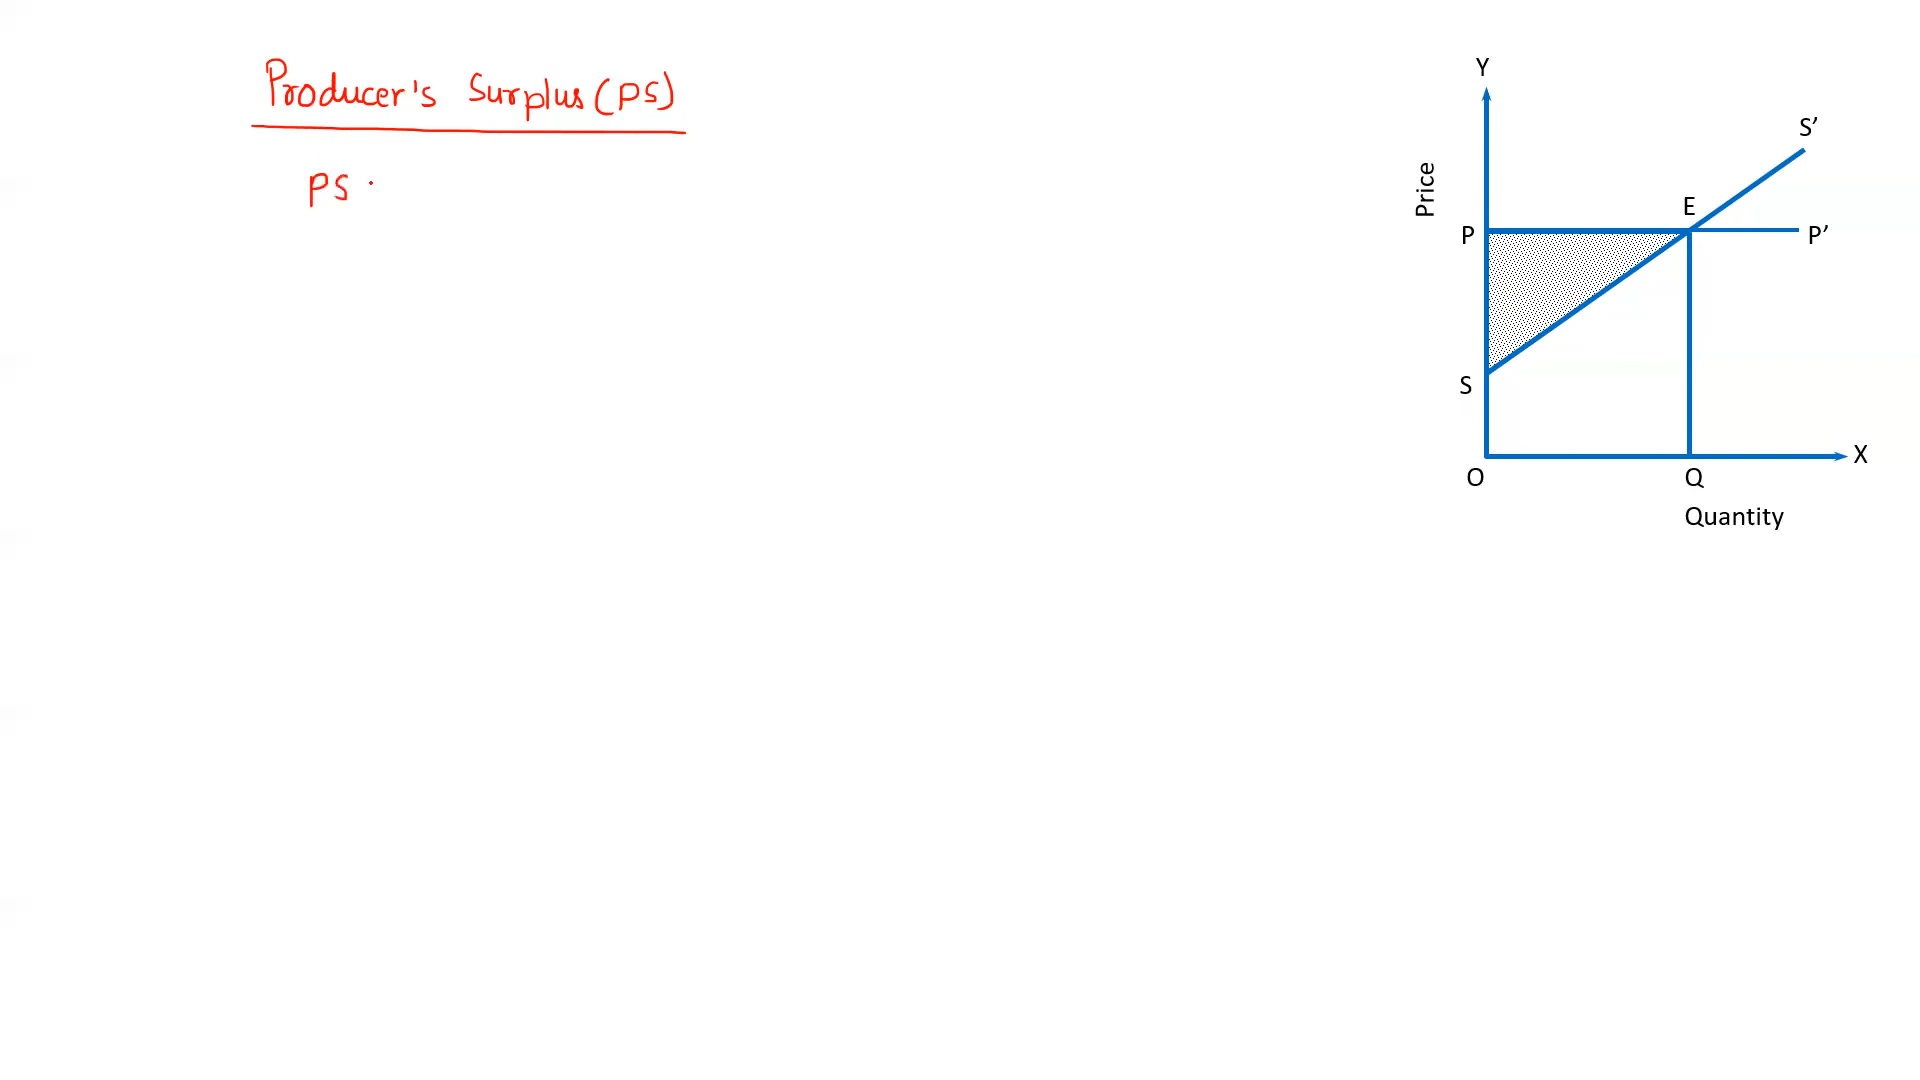 Producer's Surplus (PS)
PS
Y
S’
Price
E
P
P’
S
X
O
Q
Quantity